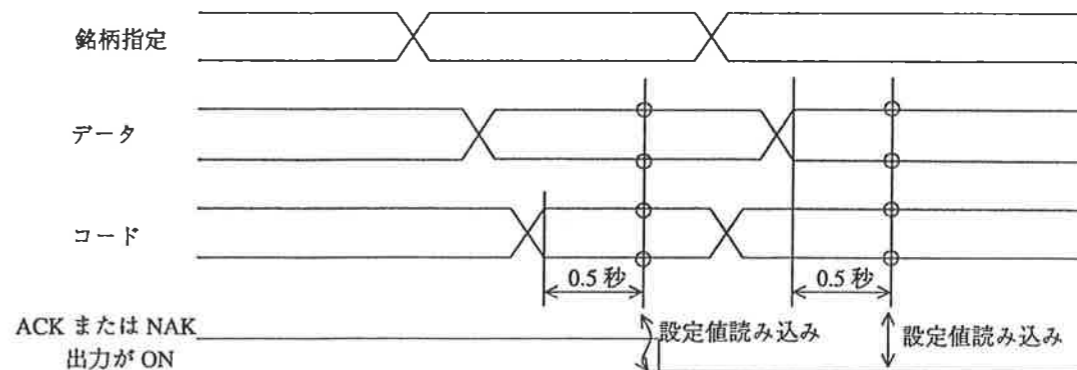 銘柄指定
データ
コード
0.5 秒
0.5 秒
ACK または NAK
出力が ON
設定値読み込み
設定値読み込み